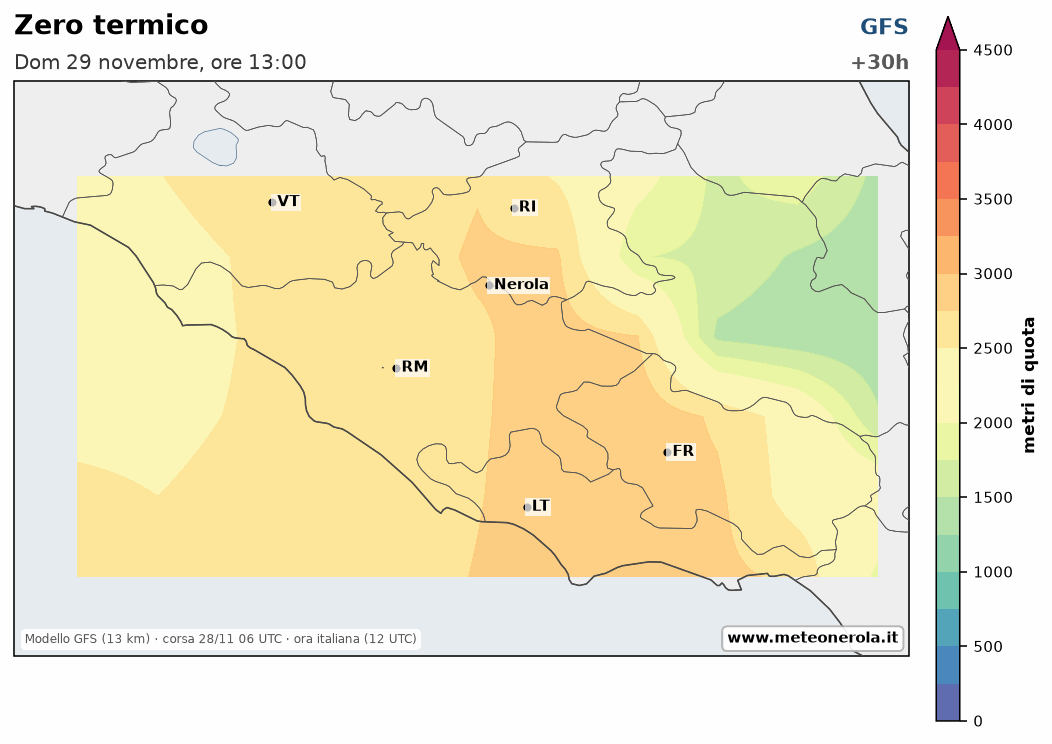 Zero termico
GFS
Dom 29 novembre, ore 13:00
+30h
VT
RI
Nerola
RM
FR
LT
4500
4000
3500
3000
2500
2000
1500
1000
500
0
metri di quota
Modello GFS (13 km) · corsa 28/11 06 UTC · ora italiana (12 UTC)
www.meteonerola.it